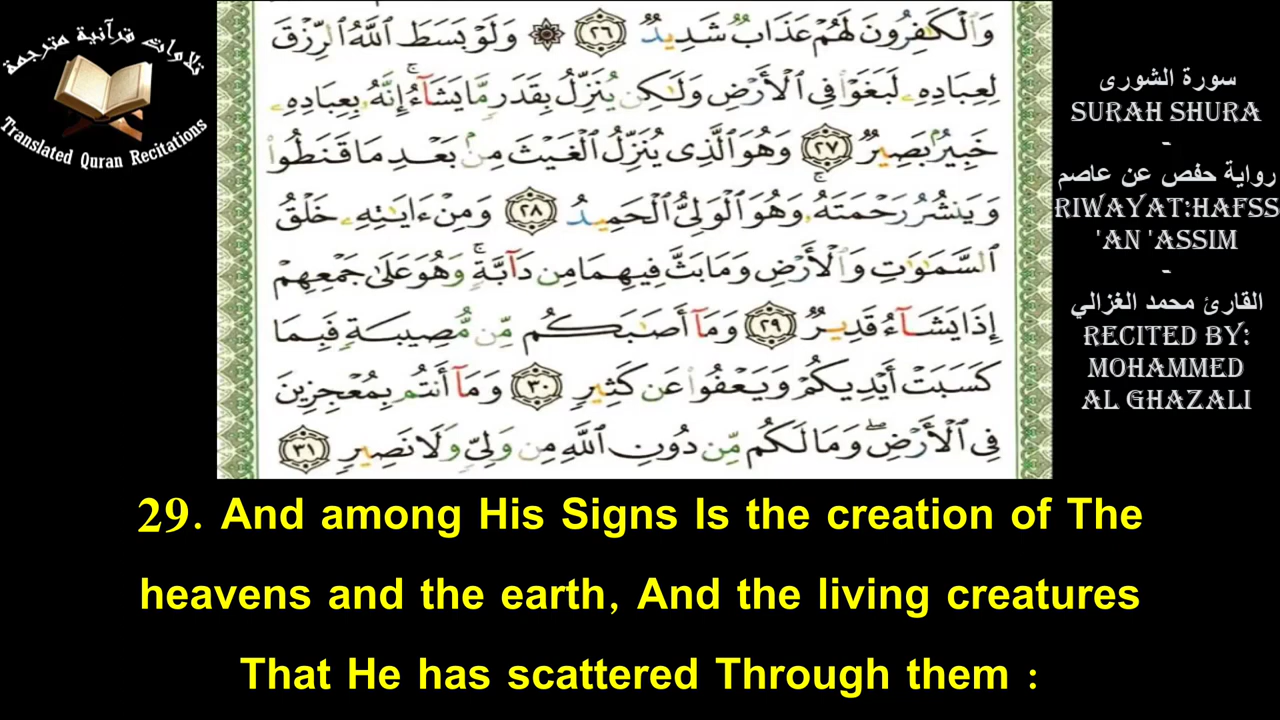 تلاوات قرآنية مترجمة
Translated Quran Recitations
وَٱلْكَٰفِرُونَ لَهُمْ عَذَابٌ شَدِيدٌ ٢٦ ۞ وَلَوْ بَسَطَ ٱللَّهُ ٱلرِّزْقَ
لِعِبَادِهِۦ لَبَغَوْا۟ فِى ٱلْأَرْضِ وَلَٰكِن يُنَزِّلُ بِقَدَرٍ مَّا يَشَآءُ ۚ إِنَّهُۥ بِعِبَادِهِۦ
خَبِيرٌۢ بَصِيرٌ ٢٧ وَهُوَ ٱلَّذِى يُنَزِّلُ ٱلْغَيْثَ مِنۢ بَعْدِ مَا قَنَطُوا۟
وَيَنشُرُ رَحْمَتَهُۥ ۚ وَهُوَ ٱلْوَلِىُّ ٱلْحَمِيدُ ٢٨ وَمِنْ ءَايَٰتِهِۦ خَلْقُ
ٱلسَّمَٰوَٰتِ وَٱلْأَرْضِ وَمَا بَثَّ فِيهِمَا مِن دَآبَّةٍ ۚ وَهُوَ عَلَىٰ جَمْعِهِمْ
إِذَا يَشَآءُ قَدِيرٌ ٢٩ وَمَآ أَصَٰبَكُم مِّن مُّصِيبَةٍ فَبِمَا
كَسَبَتْ أَيْدِيكُمْ وَيَعْفُوا۟ عَن كَثِيرٍ ٣٠ وَمَآ أَنتُم بِمُعْجِزِينَ
فِى ٱلْأَرْضِ ۖ وَمَا لَكُم مِّن دُونِ ٱللَّهِ مِن وَلِىٍّ وَلَا نَصِيرٍ ٣١
سورة الشورى
SURAH SHURA
-
رواية حفص عن عاصم
RIWAYAT:HAFSS
'AN 'ASSIM
-
القارئ محمد الغزالي
RECITED BY:
MOHAMMED
AL GHAZALI
29. And among His Signs Is the creation of The
heavens and the earth, And the living creatures
That He has scattered Through them :